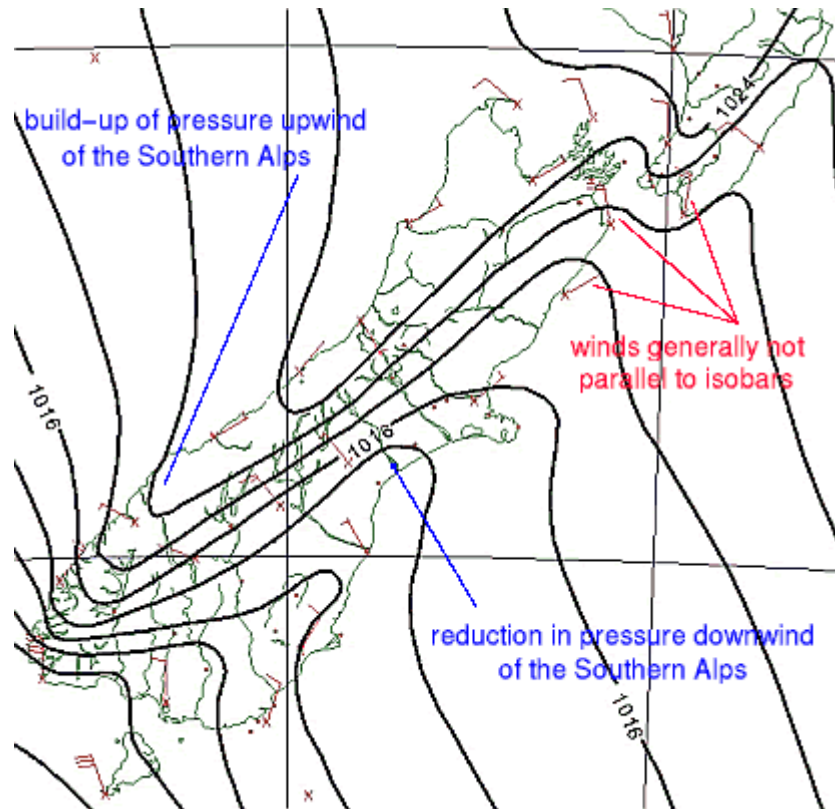 1024
build-up of pressure upwind
of the Southern Alps
winds generally not
parallel to isobars
1016
1016
reduction in pressure downwind
of the Southern Alps
1016